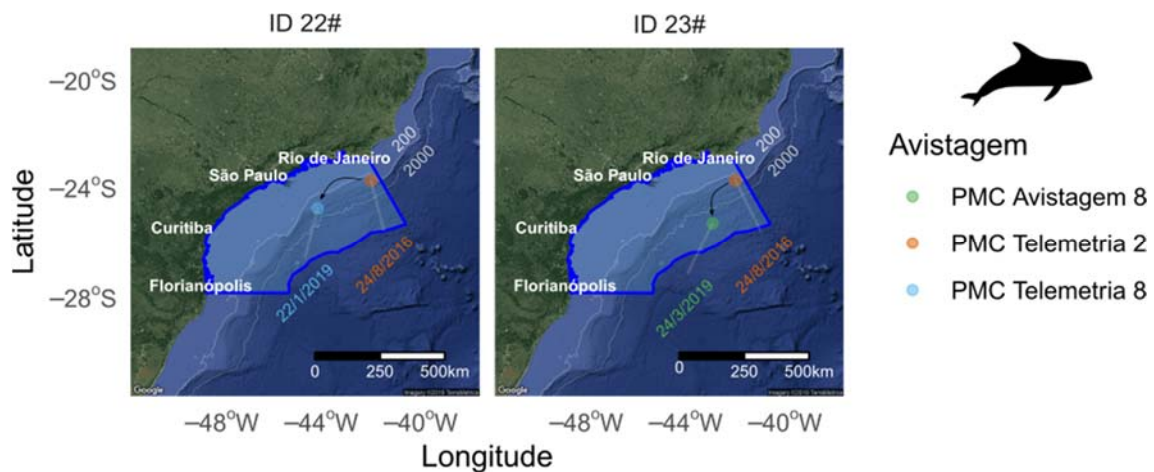 ID 22#
ID 23#
Latitude
−20°S
−24°S
−28°S
200
2000
Rio de Janeiro
São Paulo
Curitiba
Florianópolis
22/1/2019
24/8/2016
0 250 500km
Google
200
2000
Rio de Janeiro
São Paulo
Curitiba
Florianópolis
24/3/2019
24/8/2016
0 250 500km
Google
−48°W −44°W −40°W
−48°W −44°W −40°W
Longitude
Avistagem
PMC Avistagem 8
PMC Telemetria 2
PMC Telemetria 8